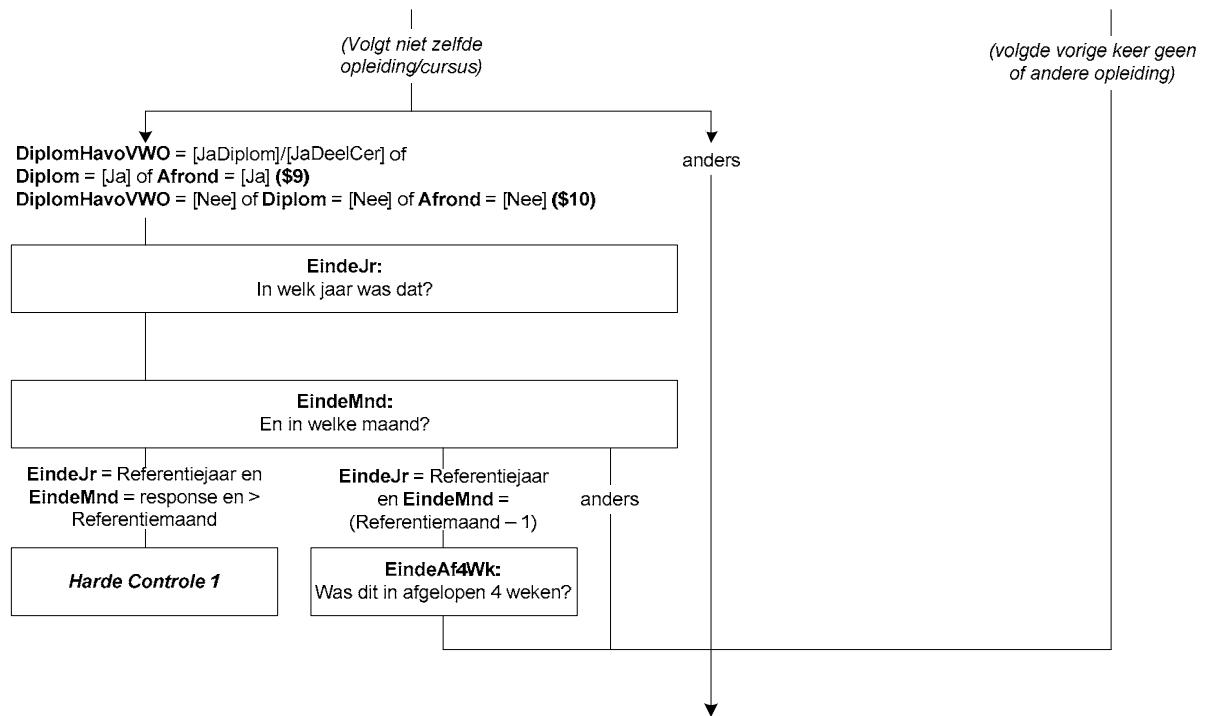 (Volgt niet zelfde
opleiding/cursus)
(volgde vorige keer geen
of andere opleiding)
DiplomHavoVWO = [JaDiplom]/[JaDeelCer] of
Diplom = [Ja] of Afrond = [Ja] ($9)
DiplomHavoVWO = [Nee] of Diplom = [Nee] of Afrond = [Nee] ($10)
anders
EindeJr:
In welk jaar was dat?
EindeMnd:
En in welke maand?
EindeJr = Referentiejaar en
EindeMnd = response en >
Referentiemaand
EindeJr = Referentiejaar
en EindeMnd =
(Referentiemaand – 1)
anders
Harde Controle 1
EindeAf4Wk:
Was dit in afgelopen 4 weken?